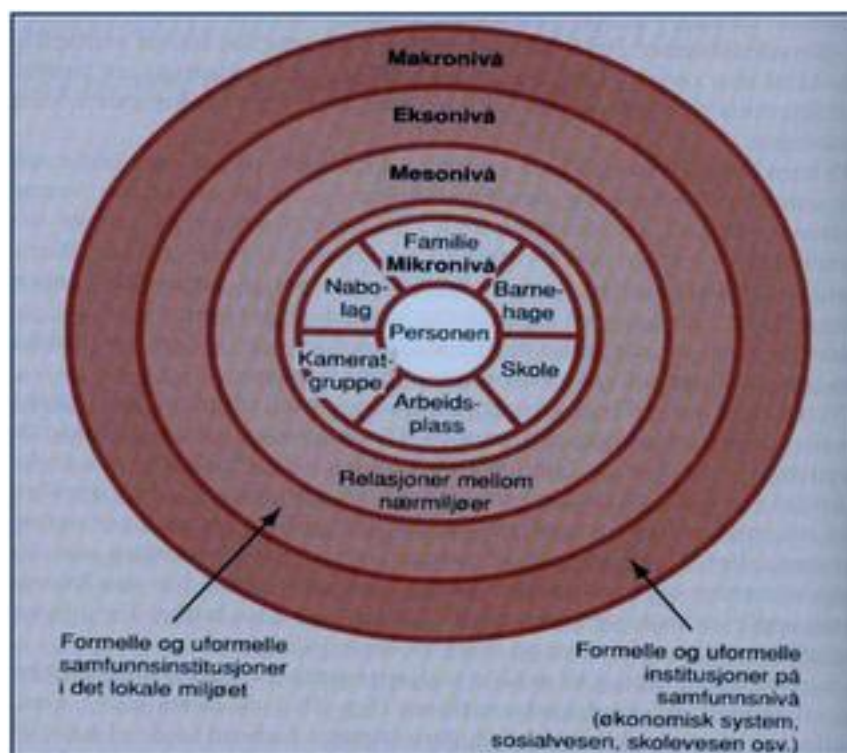 Makronivå
Eksonivå
Mesonivå
Familie
Mikronivå
Nabo-
lag
Barne-
hage
Personen
Kamerat-
gruppe
Skole
Arbeids-
plass
Relasjoner mellom
nærmiljøer
Formelle og uformelle
samfunnsinstitusjoner
i det lokale miljøet
Formelle og uformelle
institusjoner på
samfunnsnivå
(økonomisk system,
sosialvesen, skolevesen osv.)